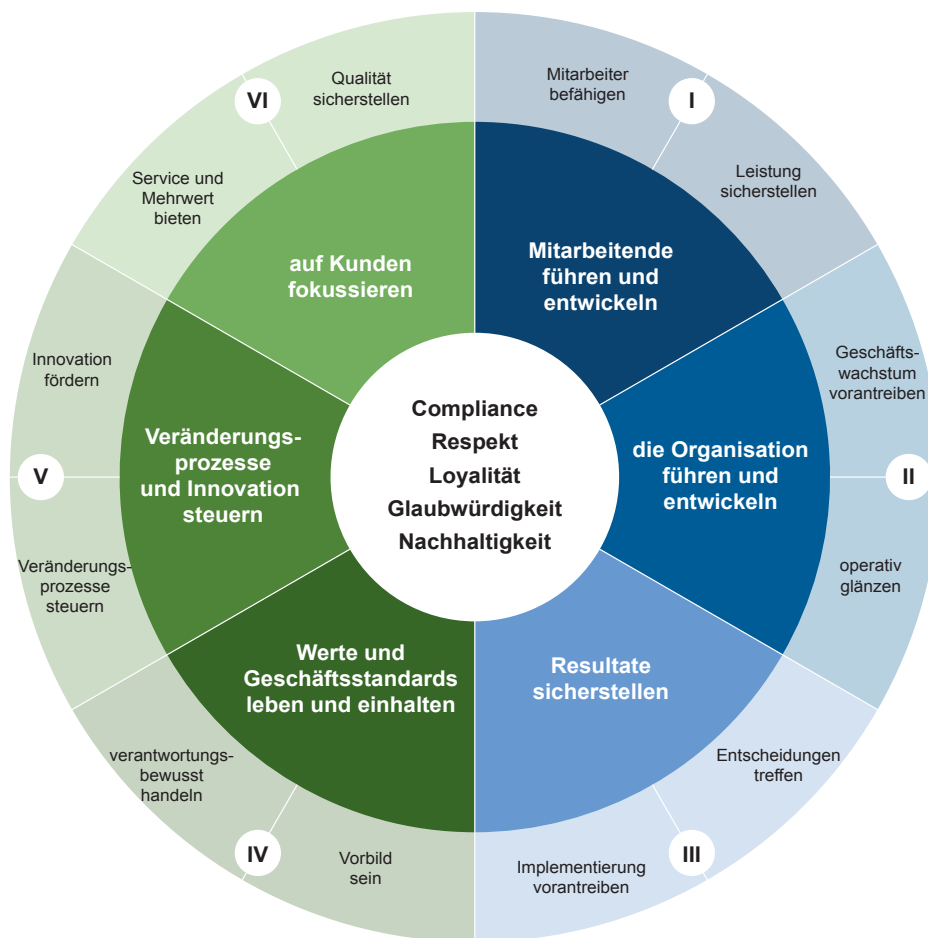 VI
Qualität
sicherstellen
Service und
Mehrwert
bieten
auf Kunden
fokussieren
Mitarbeiter
befähigen
I
Leistung
sicherstellen
Mitarbeitende
führen und
entwickeln
Geschäfts-
wachstum
vorantreiben
die Organisation
führen und
entwickeln
II
operativ
glänzen
Compliance
Respekt
Loyalität
Glaubwürdigkeit
Nachhaltigkeit
Innovation
fördern
Veränderungs-
prozesse
und Innovation
steuern
V
Veränderungs-
prozesse
steuern
Werte und
Geschäftsstandards
leben und einhalten
verantwortungs-
bewusst
handeln
IV
Vorbild
sein
Resultate
sicherstellen
Entscheidungen
treffen
III
Implementierung
vorantreiben